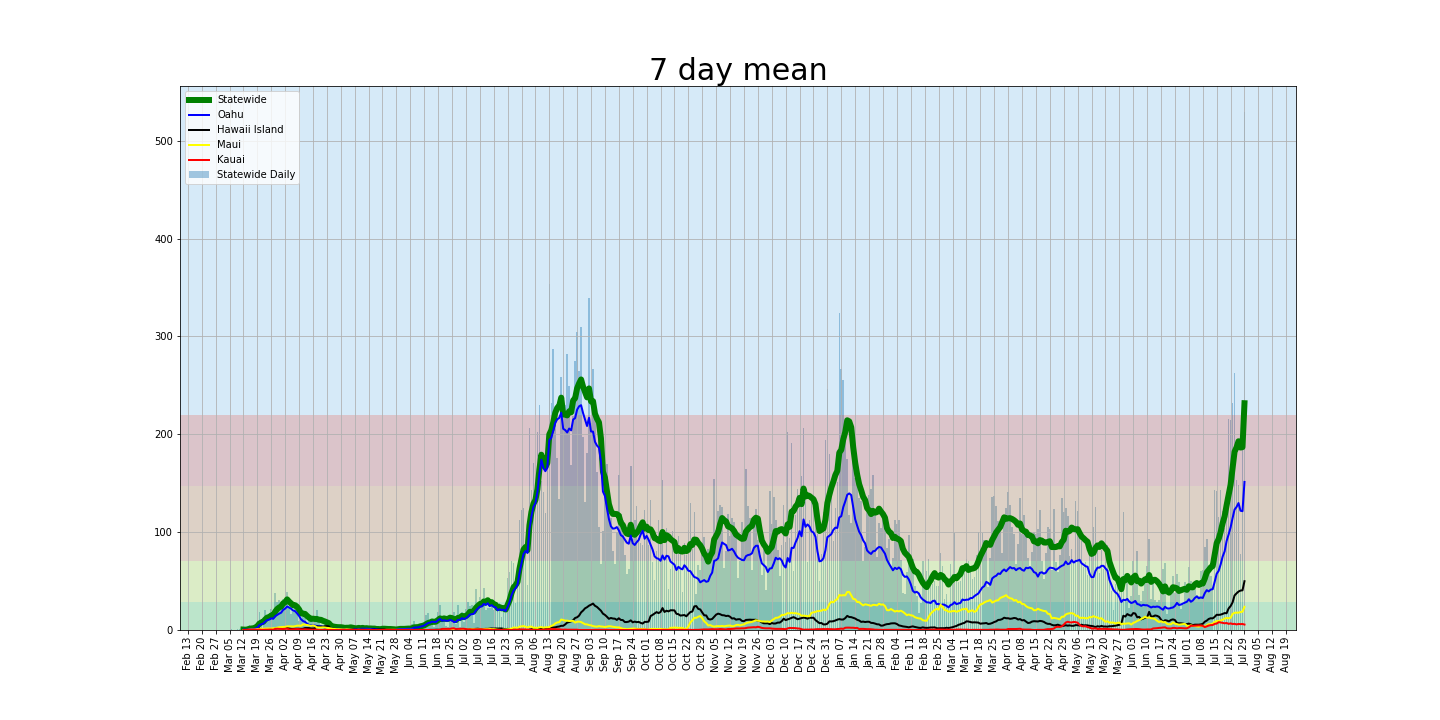 7 day mean
Statewide
Oahu
Hawaii Island
Maui
Kauai
Statewide Daily
500
400
300
200
100
0
Feb 13
Feb 20
Feb 27
Mar 05
Mar 12
Mar 19
Mar 26
Apr 02
Apr 09
Apr 16
Apr 23
Apr 30
May 07
May 14
May 21
May 28
Jun 04
Jun 11
Jun 18
Jun 25
Jul 02
Jul 09
Jul 16
Jul 23
Jul 30
Aug 06
Aug 13
Aug 20
Aug 27
Sep 03
Sep 10
Sep 17
Sep 24
Oct 01
Oct 08
Oct 15
Oct 22
Oct 29
Nov 05
Nov 12
Nov 19
Nov 26
Dec 03
Dec 10
Dec 17
Dec 24
Dec 31
Jan 07
Jan 14
Jan 21
Jan 28
Feb 04
Feb 11
Feb 18
Feb 25
Mar 04
Mar 11
Mar 18
Mar 25
Apr 01
Apr 08
Apr 15
Apr 22
Apr 29
May 06
May 13
May 20
May 27
Jun 03
Jun 10
Jun 17
Jun 24
Jul 01
Jul 08
Jul 15
Jul 22
Jul 29
Aug 05
Aug 12
Aug 19